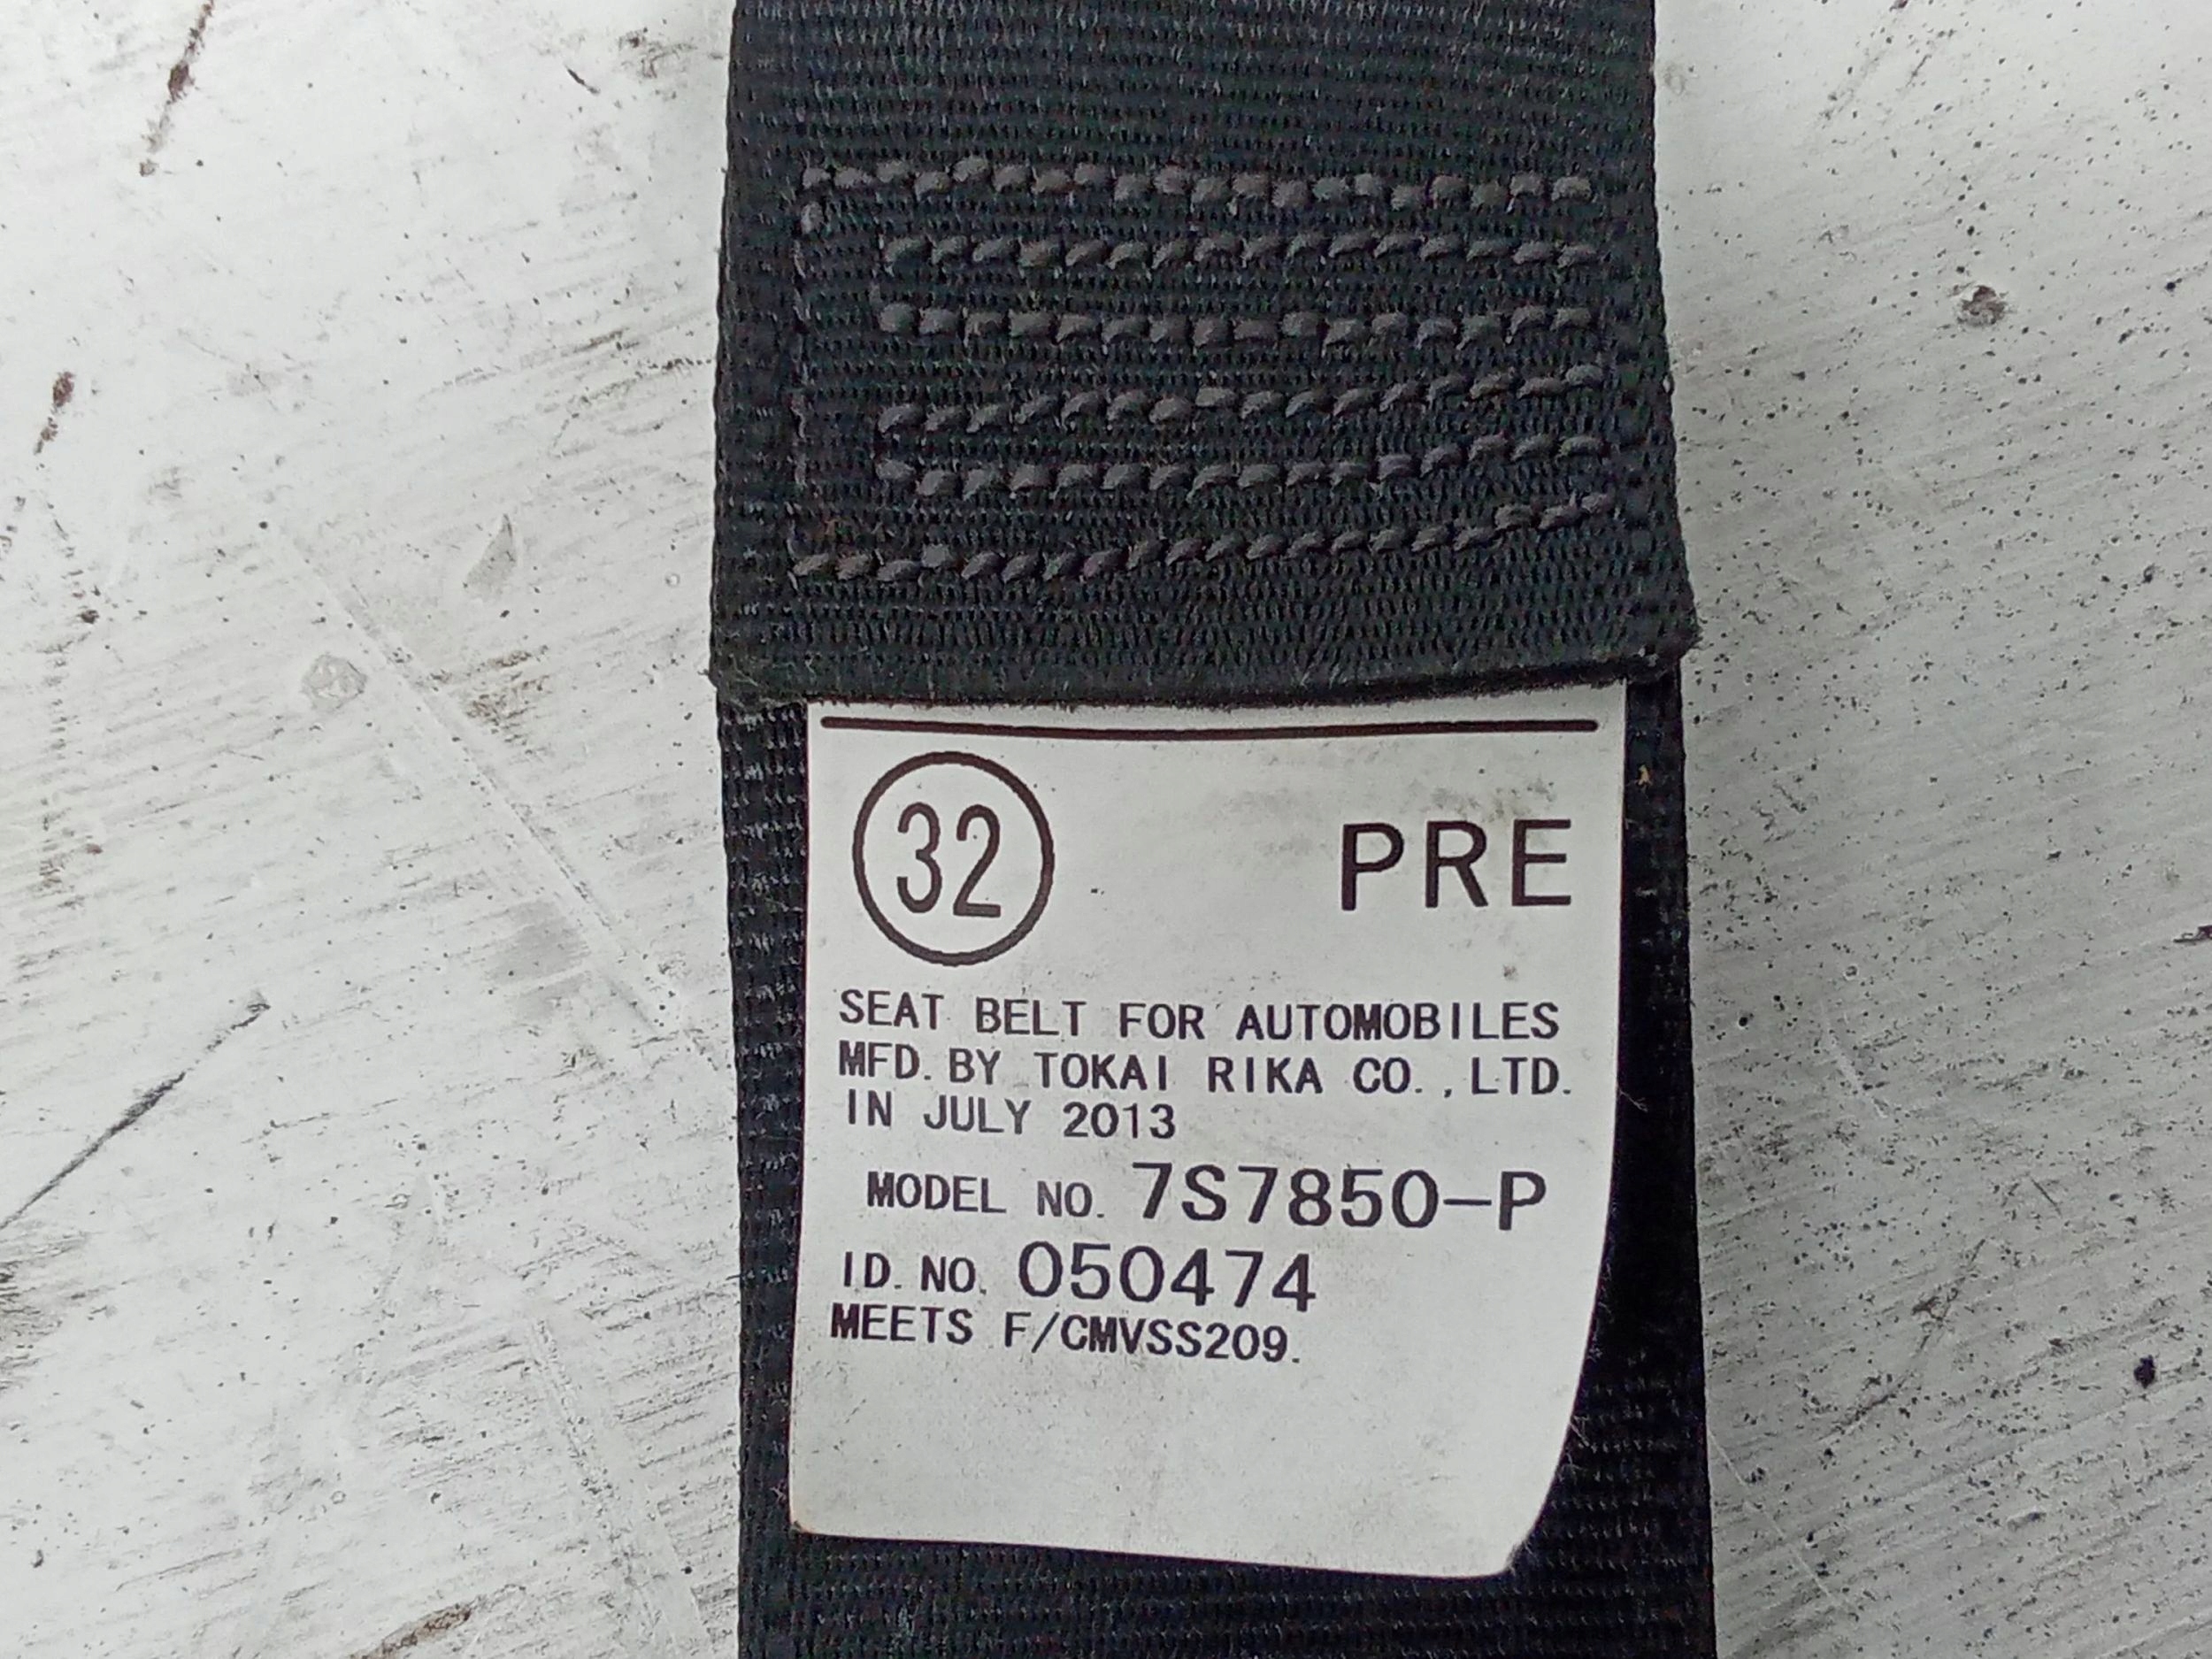 32 PRE
SEAT BELT FOR AUTOMOBILES
MFD. BY TOKAI RIKA CO., LTD.
IN JULY 2013
MODEL NO. 7S7850-P
I.D. NO. 050474
MEETS F/CMVSS209.